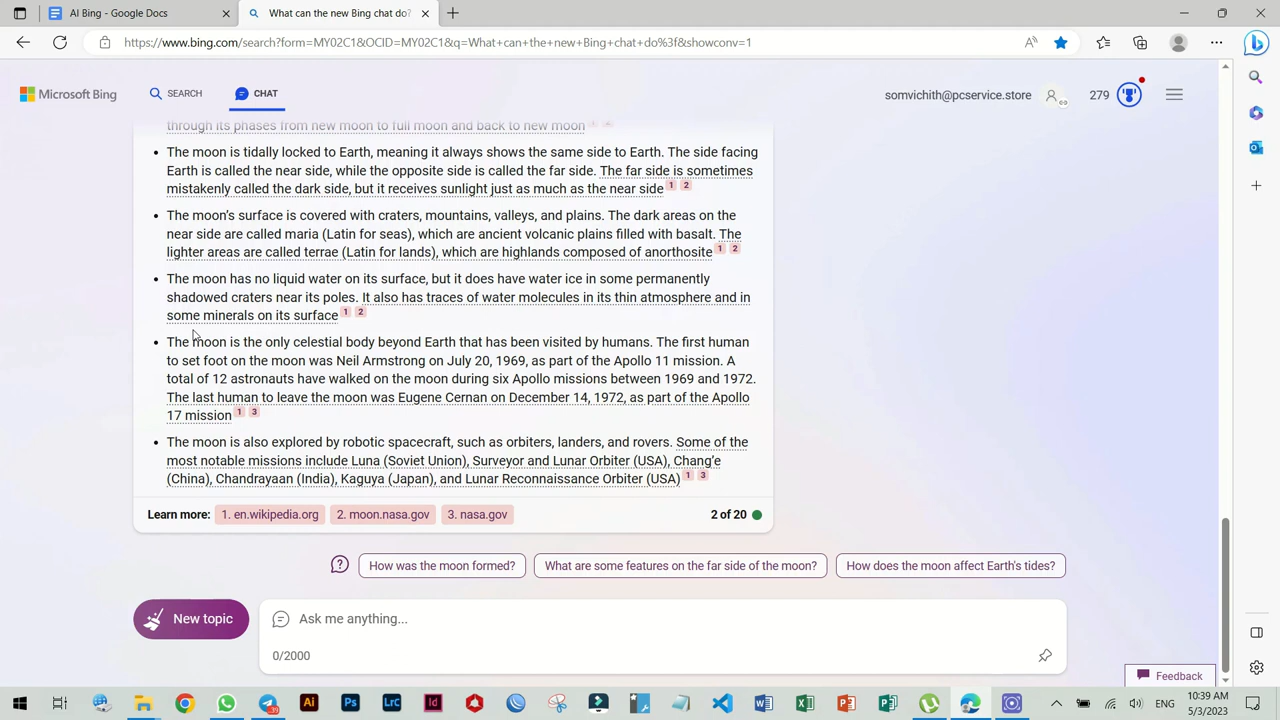 AI Bing - Google Docs
What can the new Bing chat do?
https://www.bing.com/search?form=MY02C1&OCID=MY02C1&q=What+can+the+new+Bing+chat+do%3f&showconv=1
Microsoft Bing
SEARCH
CHAT
somvichith@pcservice.store
279
through its phases from new moon to full moon and back to new moon
• The moon is tidally locked to Earth, meaning it always shows the same side to Earth. The side facing
Earth is called the near side, while the opposite side is called the far side. The far side is sometimes
mistakenly called the dark side, but it receives sunlight just as much as the near side 1 2
• The moon's surface is covered with craters, mountains, valleys, and plains. The dark areas on the
near side are called maria (Latin for seas), which are ancient volcanic plains filled with basalt. The
lighter areas are called terrae (Latin for lands), which are highlands composed of anorthosite 1 2
• The moon has no liquid water on its surface, but it does have water ice in some permanently
shadowed craters near its poles. It also has traces of water molecules in its thin atmosphere and in
some minerals on its surface 1 2
• The moon is the only celestial body beyond Earth that has been visited by humans. The first human
to set foot on the moon was Neil Armstrong on July 20, 1969, as part of the Apollo 11 mission. A
total of 12 astronauts have walked on the moon during six Apollo missions between 1969 and 1972.
The last human to leave the moon was Eugene Cernan on December 14, 1972, as part of the Apollo
17 mission 1 3
• The moon is also explored by robotic spacecraft, such as orbiters, landers, and rovers. Some of the
most notable missions include Luna (Soviet Union), Surveyor and Lunar Orbiter (USA), Chang'e
(China), Chandrayaan (India), Kaguya (Japan), and Lunar Reconnaissance Orbiter (USA) 1 3
Learn more: 1. en.wikipedia.org 2. moon.nasa.gov 3. nasa.gov 2 of 20
How was the moon formed?
What are some features on the far side of the moon?
How does the moon affect Earth's tides?
New topic
Ask me anything...
0/2000
Feedback
ENG
10:39 AM
5/3/2023